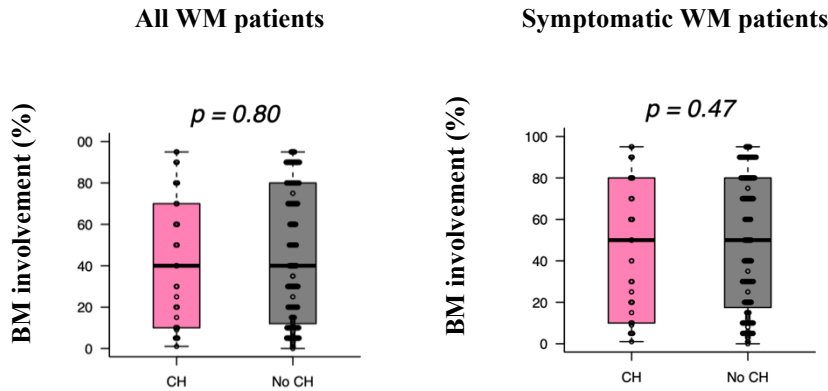 All WM patients
Symptomatic WM patients
p = 0.80
p = 0.47
BM involvement (%)
00
80
60
40
20
0
CH
No CH
BM involvement (%)
100
80
60
40
20
0
CH
No CH